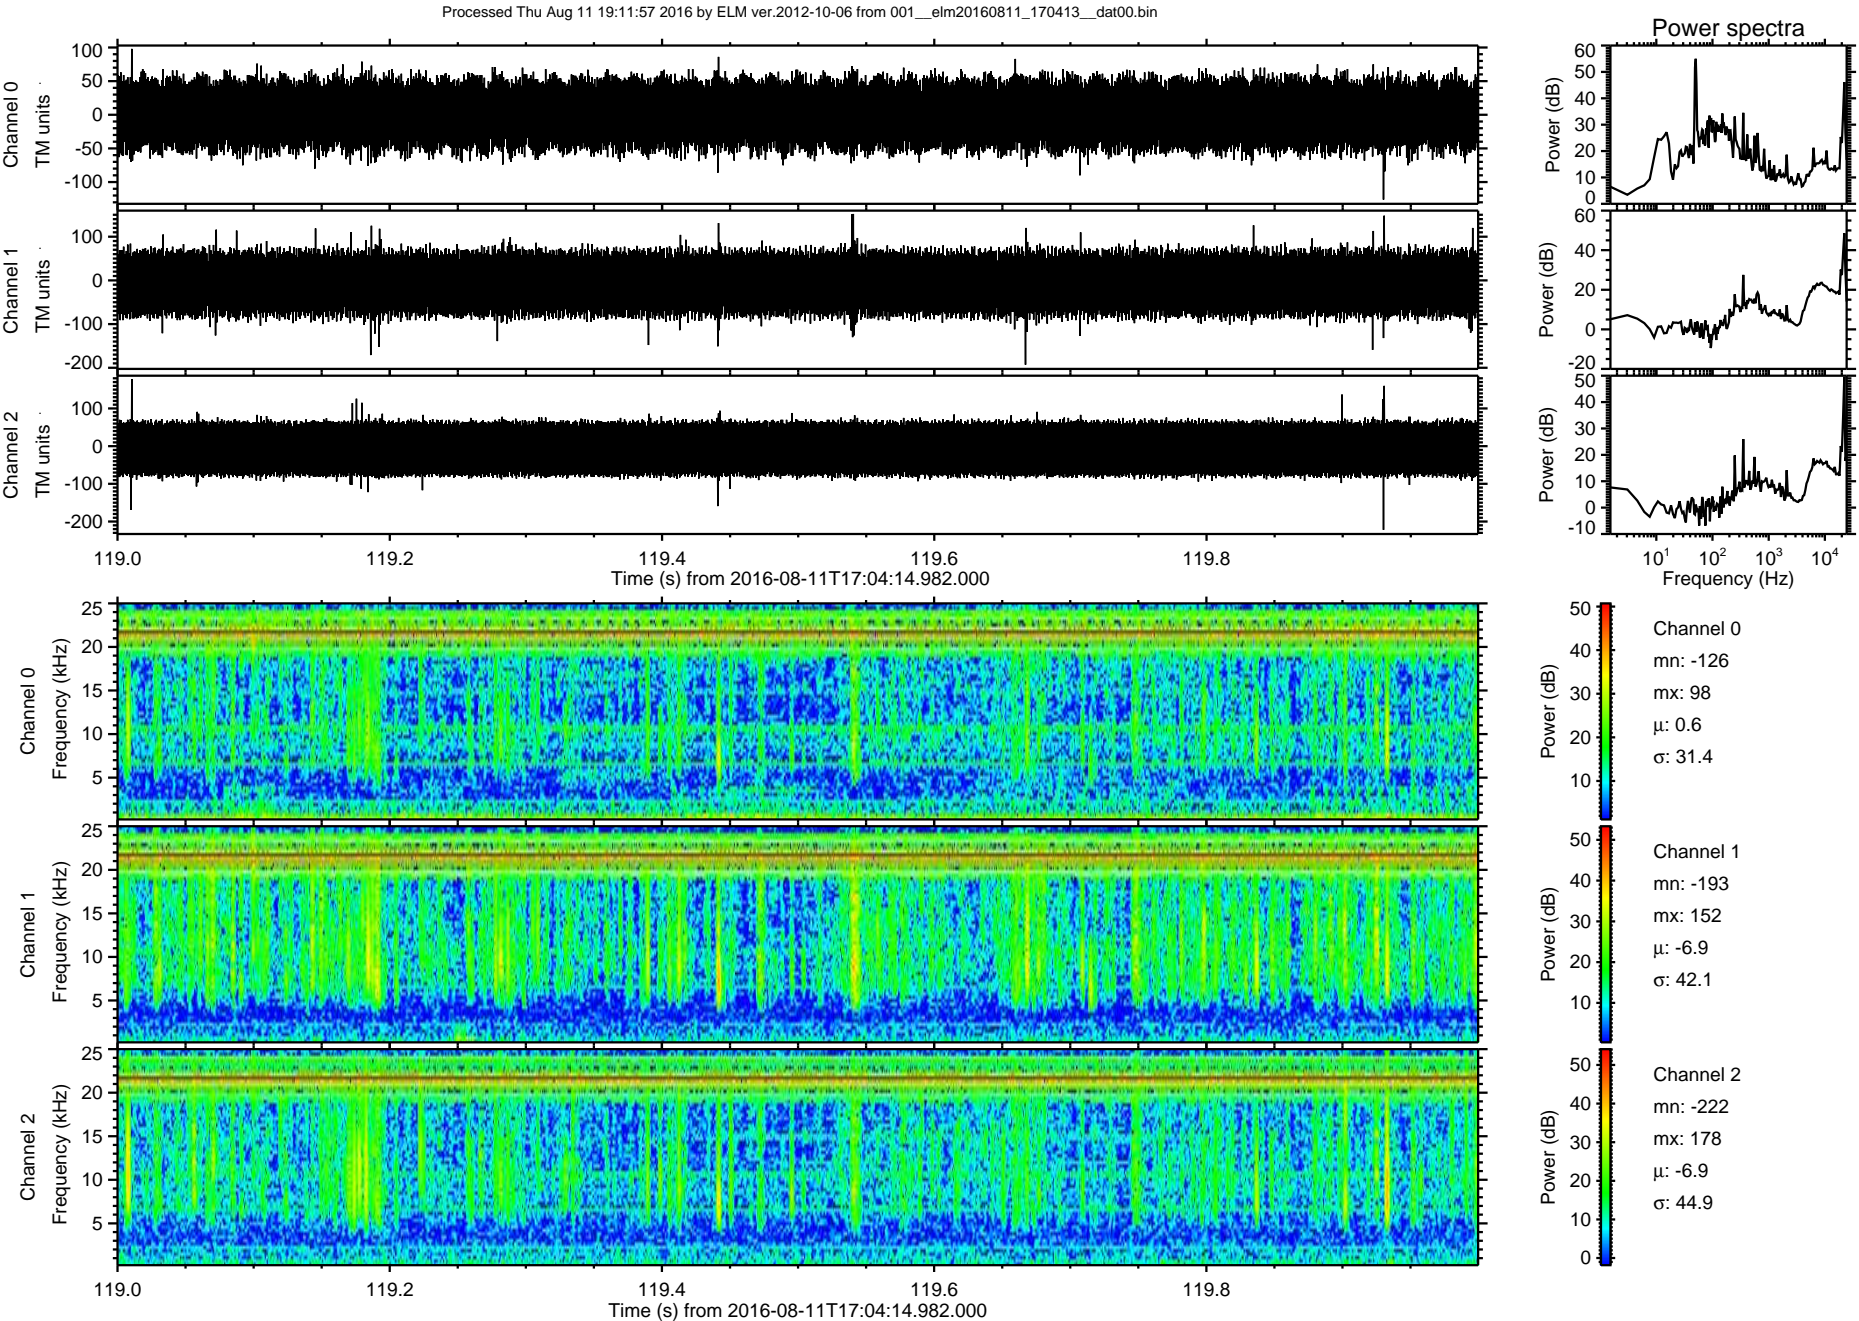 Processed Thu Aug 11 19:11:57 2016 by ELM ver.2012-10-06 from 001__elm20160811_170413__dat00.bin
Power spectra
Channel 0
TM units
100
50
0
-50
-100
Power (dB)
60
50
40
30
20
10
0
Channel 1
TM units
100
0
-100
-200
Power (dB)
60
40
20
0
-20
Channel 2
TM units
100
0
-100
-200
Power (dB)
50
40
30
20
10
0
-10
119.0 119.2 119.4 119.6 119.8
Time (s) from 2016-08-11T17:04:14.982.000
10¹ 10² 10³ 10⁴
Frequency (Hz)
Channel 0
Frequency (kHz)
25
20
15
10
5
Power (dB)
50
40
30
20
10
Channel 0
mn: -126
mx: 98
μ: 0.6
σ: 31.4
Channel 1
Frequency (kHz)
25
20
15
10
5
Power (dB)
50
40
30
20
10
Channel 1
mn: -193
mx: 152
μ: -6.9
σ: 42.1
Channel 2
Frequency (kHz)
25
20
15
10
5
Power (dB)
50
40
30
20
10
0
Channel 2
mn: -222
mx: 178
μ: -6.9
σ: 44.9
119.0 119.2 119.4 119.6 119.8
Time (s) from 2016-08-11T17:04:14.982.000